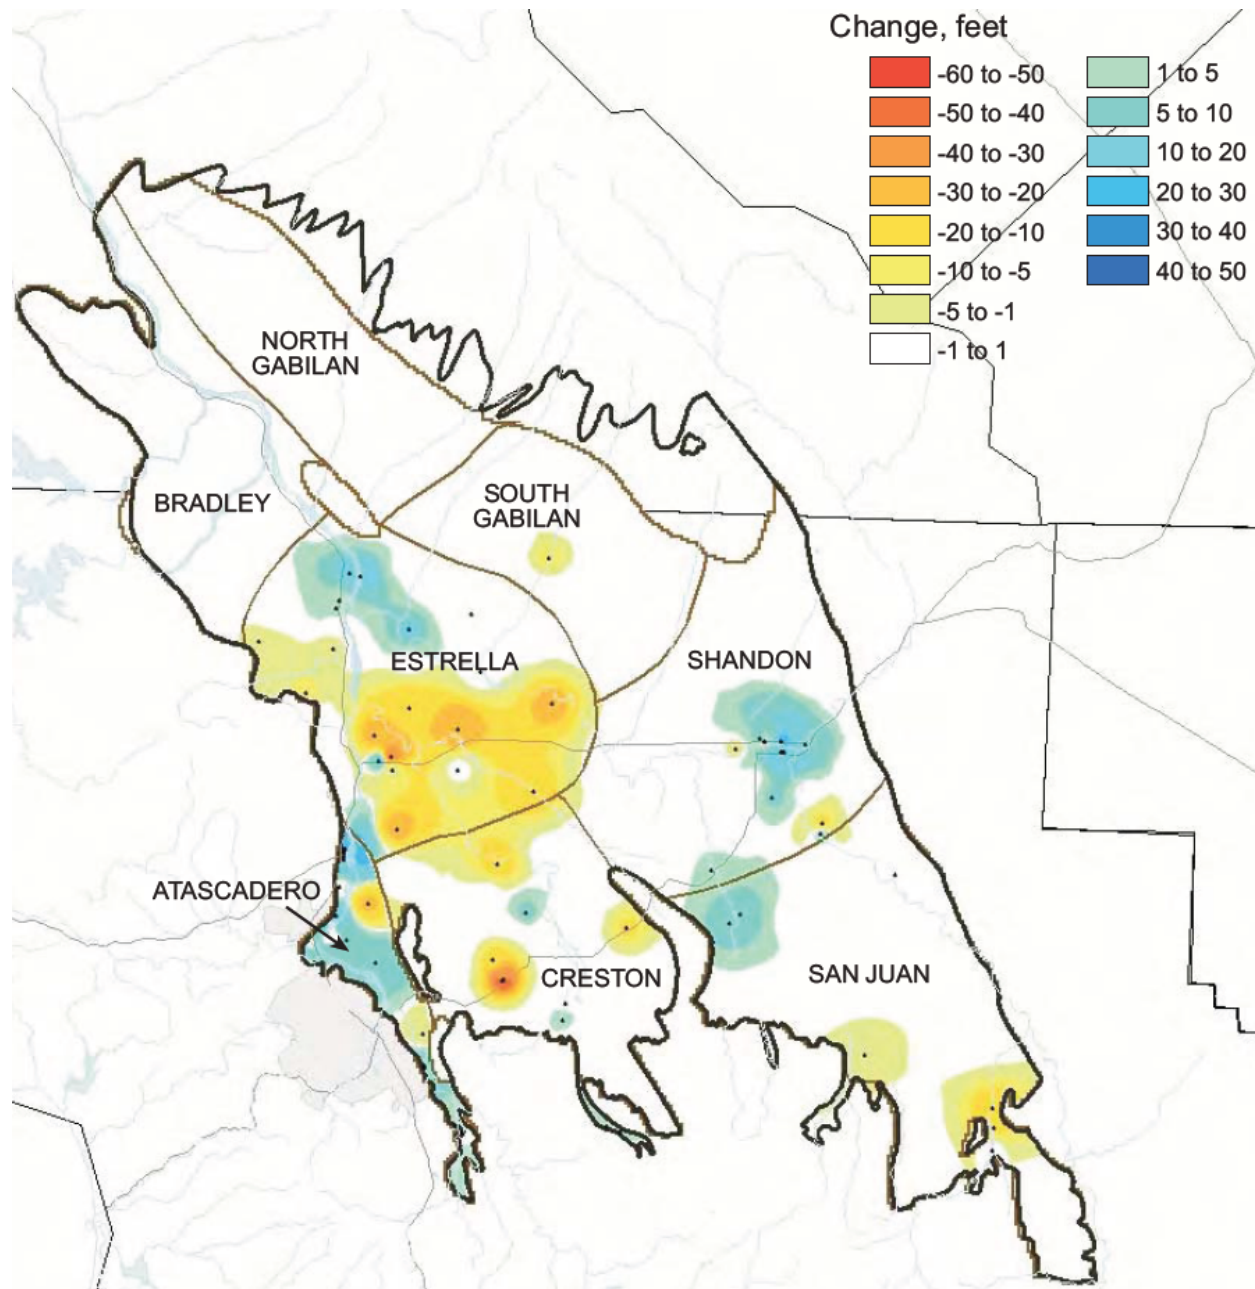 Change, feet
-60 to -50
-50 to -40
-40 to -30
-30 to -20
-20 to -10
-10 to -5
-5 to -1
-1 to 1
1 to 5
5 to 10
10 to 20
20 to 30
30 to 40
40 to 50
NORTH
GABILAN
BRADLEY
SOUTH
GABILAN
ESTRELLA
SHANDON
ATASCADERO
CRESTON
SAN JUAN